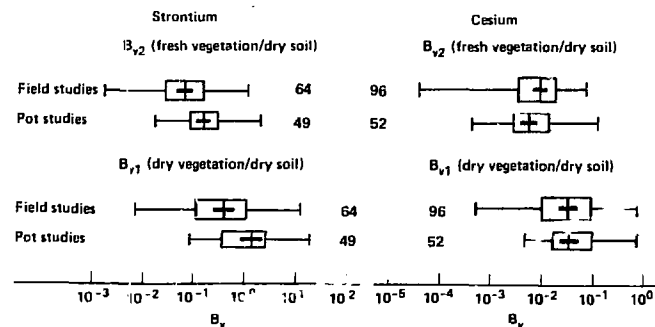 Strontium
Cesium
B_v2 (fresh vegetation/dry soil)
B_v2 (fresh vegetation/dry soil)
Field studies 64 96
Pot studies 49 52
B_v1 (dry vegetation/dry soil)
B_v1 (dry vegetation/dry soil)
Field studies 64 96
Pot studies 49 52
10^-3 10^-2 10^-1 10^0 10^1 10^2 10^-5 10^-4 10^-3 10^-2 10^-1 10^0
B_v B_v